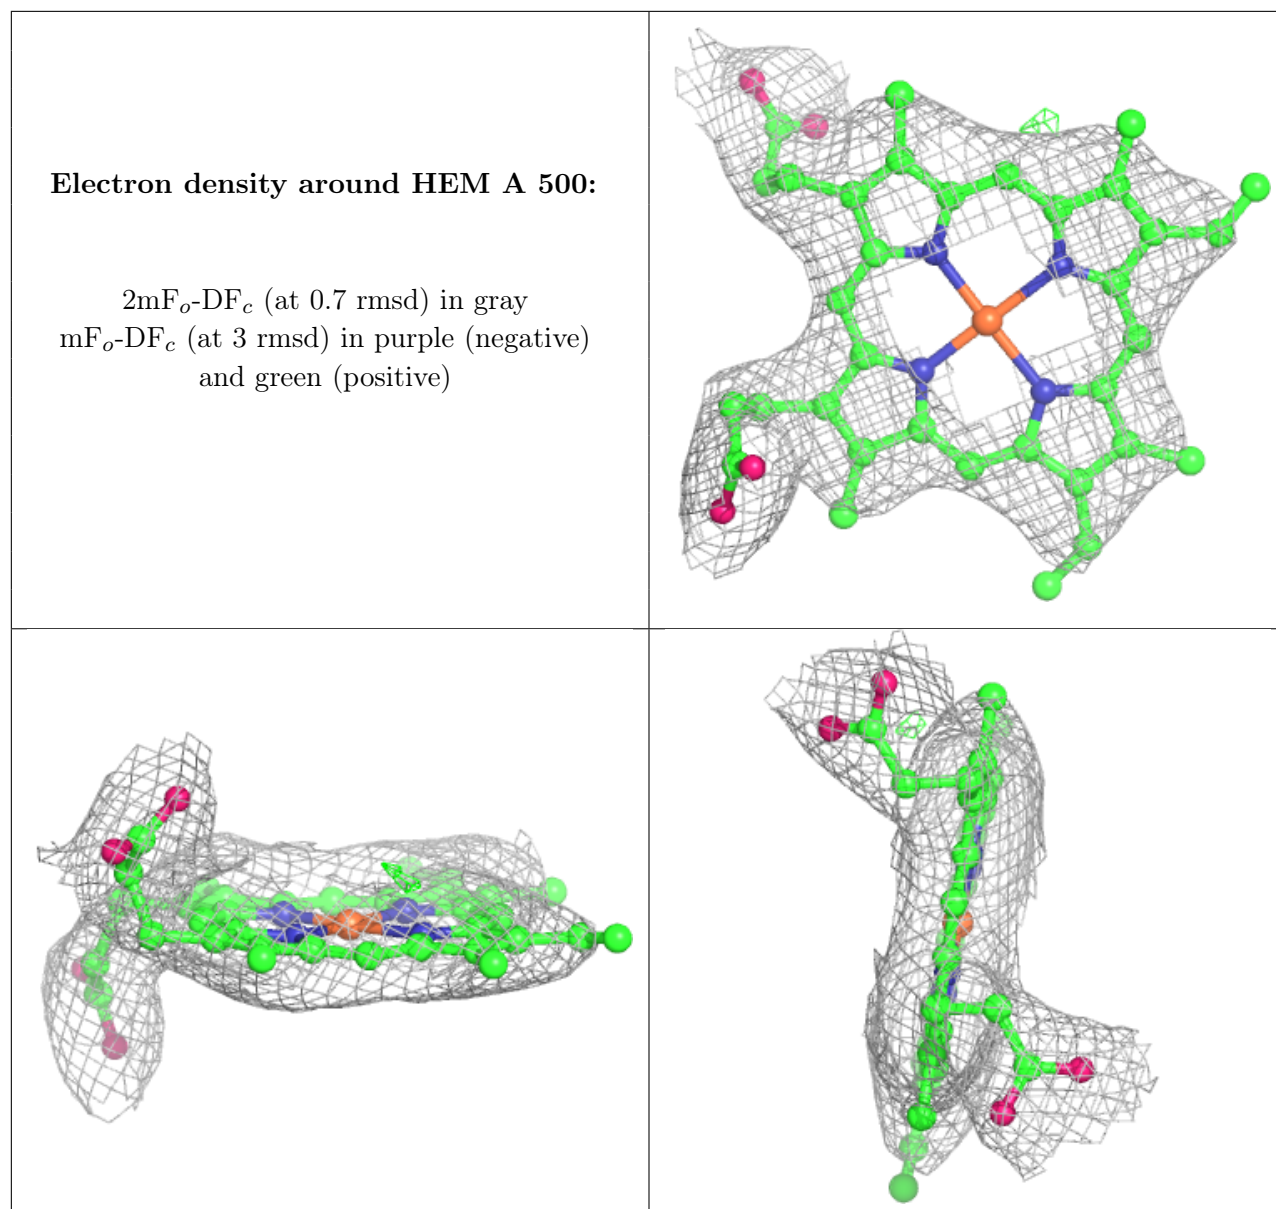 Electron density around HEM A 500:
2mFo-DFc (at 0.7 rmsd) in gray
mFo-DFc (at 3 rmsd) in purple (negative)
and green (positive)